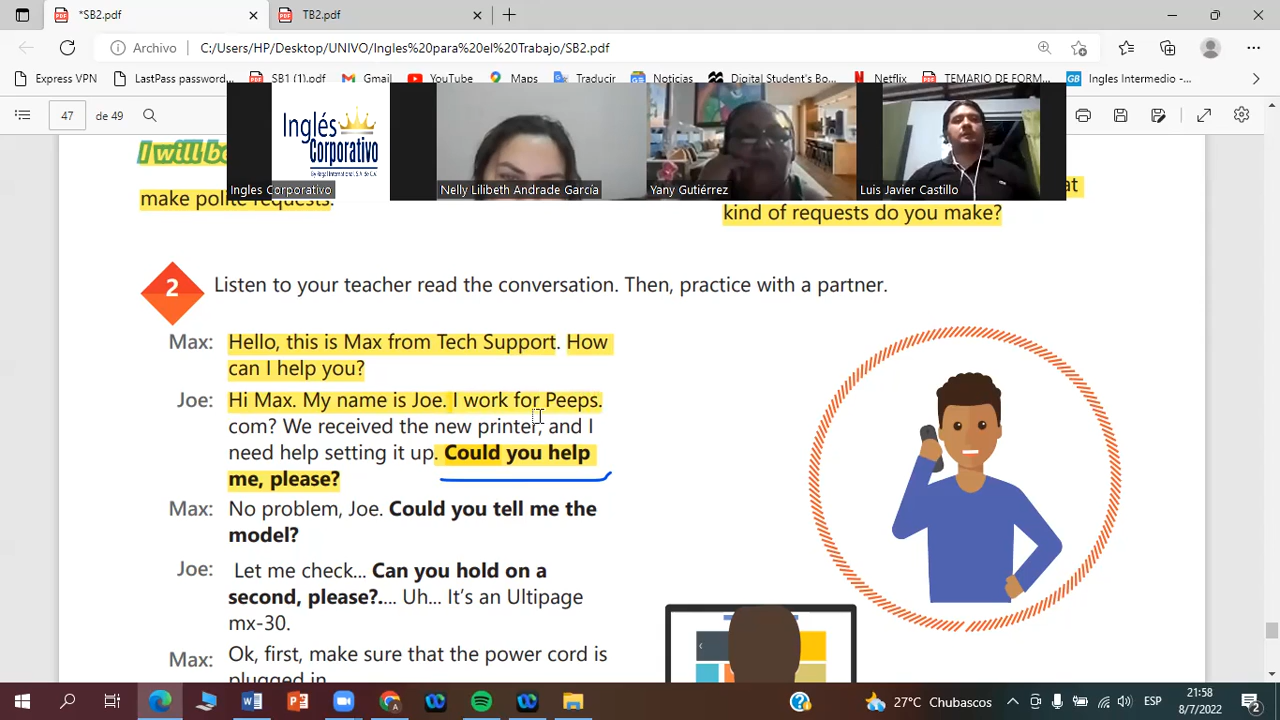 *SB2.pdf
TB2.pdf
Archivo
C:/Users/HP/Desktop/UNIVO/Ingles%20para%20el%20Trabajo/SB2.pdf
Express VPN
LastPass password...
SB1 (1).pdf
Gmail
YouTube
Maps
Traducir
Noticias
Digital Student's Bo...
Netflix
TEMARIO DE FORM...
Ingles Intermedio -...
47
de 49
Inglés
Corporativo
Ingles Corporativo
Nelly Lilibeth Andrade García
Yany Gutiérrez
Luis Javier Castillo
I will be
make polite requests.
at
kind of requests do you make?
2
Listen to your teacher read the conversation. Then, practice with a partner.
Max: Hello, this is Max from Tech Support. How
can I help you?
Joe: Hi Max. My name is Joe. I work for Peeps.
com? We received the new printer, and I
need help setting it up. Could you help
me, please?
Max: No problem, Joe. Could you tell me the
model?
Joe: Let me check... Can you hold on a
second, please?.... Uh... It's an Ultipage
mx-30.
Max: Ok, first, make sure that the power cord is
plugged in
27°C Chubascos
ESP
21:58
8/7/2022
2